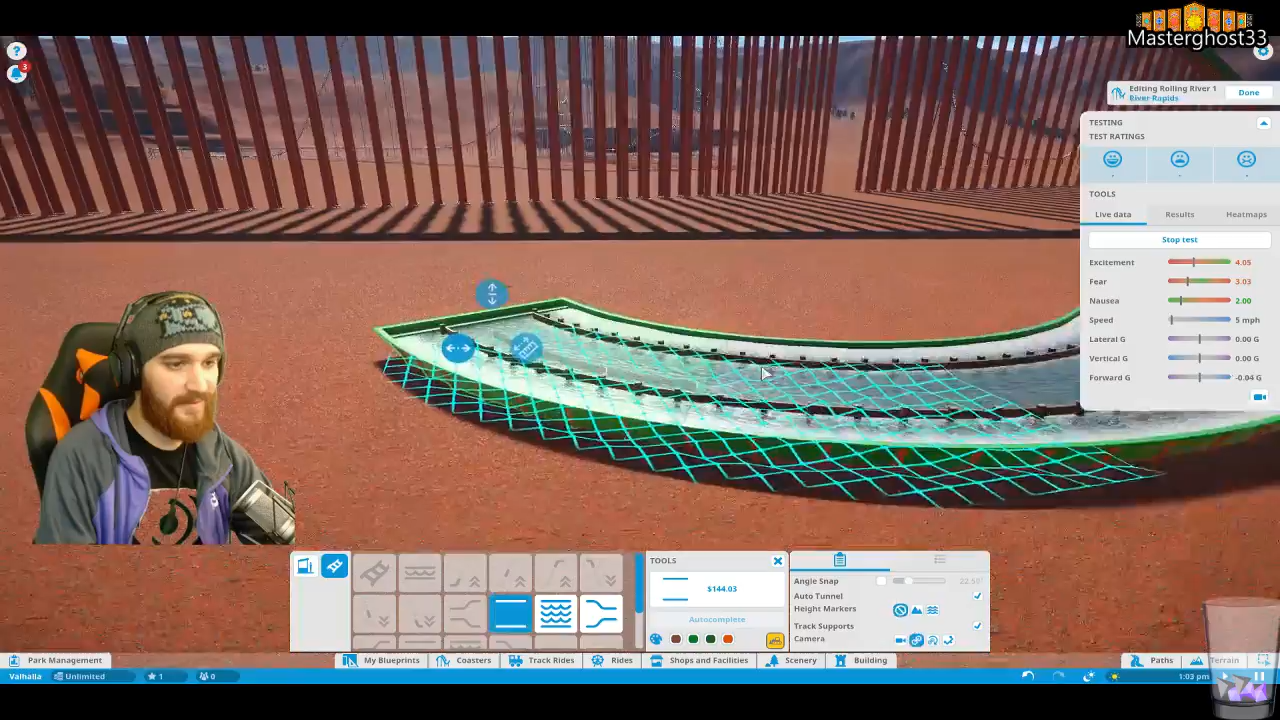 Masterghost33
?
3
Editing Rolling River 1
River Rapids
Done
TESTING
TEST RATINGS
-
-
-
TOOLS
Live data
Results
Heatmaps
Stop test
Excitement
4.05
Fear
3.03
Nausea
2.00
Speed
5 mph
Lateral G
0.00 G
Vertical G
0.00 G
Forward G
-0.04 G
TOOLS
$144.03
Autocomplete
Angle Snap
22.50°
Auto Tunnel
Height Markers
Track Supports
Camera
Park Management
My Blueprints
Coasters
Track Rides
Rides
Shops and Facilities
Scenery
Building
Paths
Terrain
Valhalla
Unlimited
1
0
1:03 pm